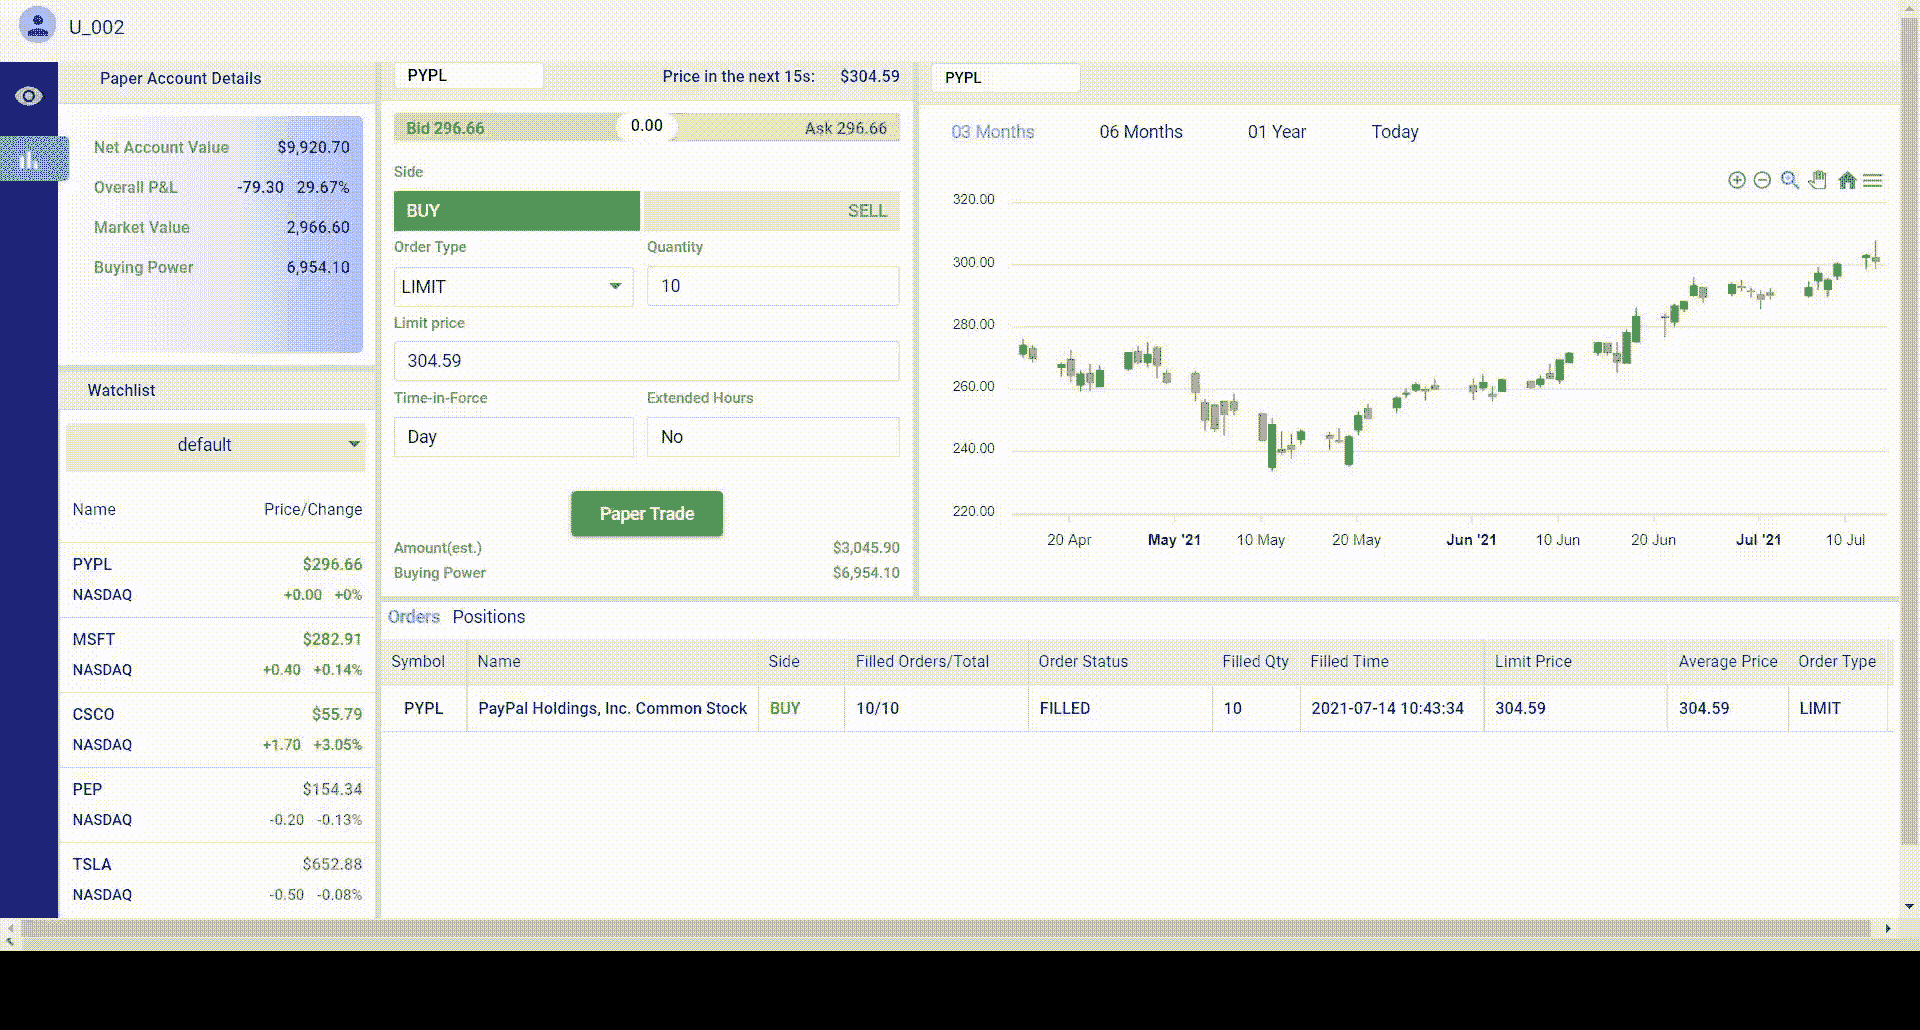 U_002
Paper Account Details
Net Account Value $9,920.70
Overall P&L -79.30 29.67%
Market Value 2,966.60
Buying Power 6,954.10
Watchlist
default
Name Price/Change
PYPL $296.66
NASDAQ +0.00 +0%
MSFT $282.91
NASDAQ +0.40 +0.14%
CSCO $55.79
NASDAQ +1.70 +3.05%
PEP $154.34
NASDAQ -0.20 -0.13%
TSLA $652.88
NASDAQ -0.50 -0.08%
PYPL Price in the next 15s: $304.59
Bid 296.66 0.00 Ask 296.66
Side
BUY SELL
Order Type Quantity
LIMIT 10
Limit price
304.59
Time-in-Force Extended Hours
Day No
Paper Trade
Amount(est.) $3,045.90
Buying Power $6,954.10
PYPL
03 Months 06 Months 01 Year Today
320.00
300.00
280.00
260.00
240.00
220.00
20 Apr May '21 10 May 20 May Jun '21 10 Jun 20 Jun Jul '21 10 Jul
Orders Positions
Symbol Name Side Filled Orders/Total Order Status Filled Qty Filled Time Limit Price Average Price Order Type
PYPL PayPal Holdings, Inc. Common Stock BUY 10/10 FILLED 10 2021-07-14 10:43:34 304.59 304.59 LIMIT